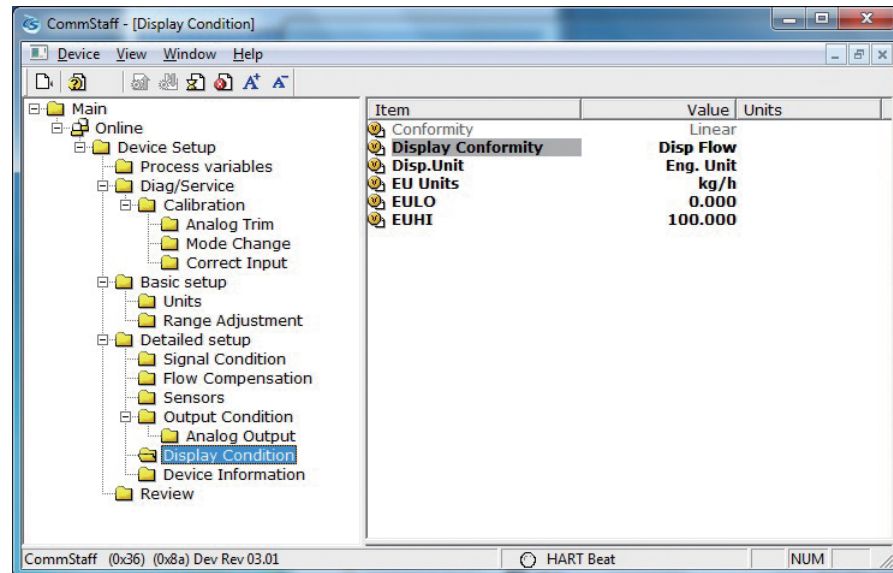 CommStaff - [Display Condition]
Device View Window Help
Main
Online
Device Setup
Process variables
Diag/Service
Calibration
Analog Trim
Mode Change
Correct Input
Basic setup
Units
Range Adjustment
Detailed setup
Signal Condition
Flow Compensation
Sensors
Output Condition
Analog Output
Display Condition
Device Information
Review
Item Value Units
Conformity Linear
Display Conformity Disp Flow
Disp.Unit Eng. Unit
EU Units kg/h
EULO 0.000
EUHI 100.000
CommStaff (0x36) (0x8a) Dev Rev 03.01 HART Beat NUM